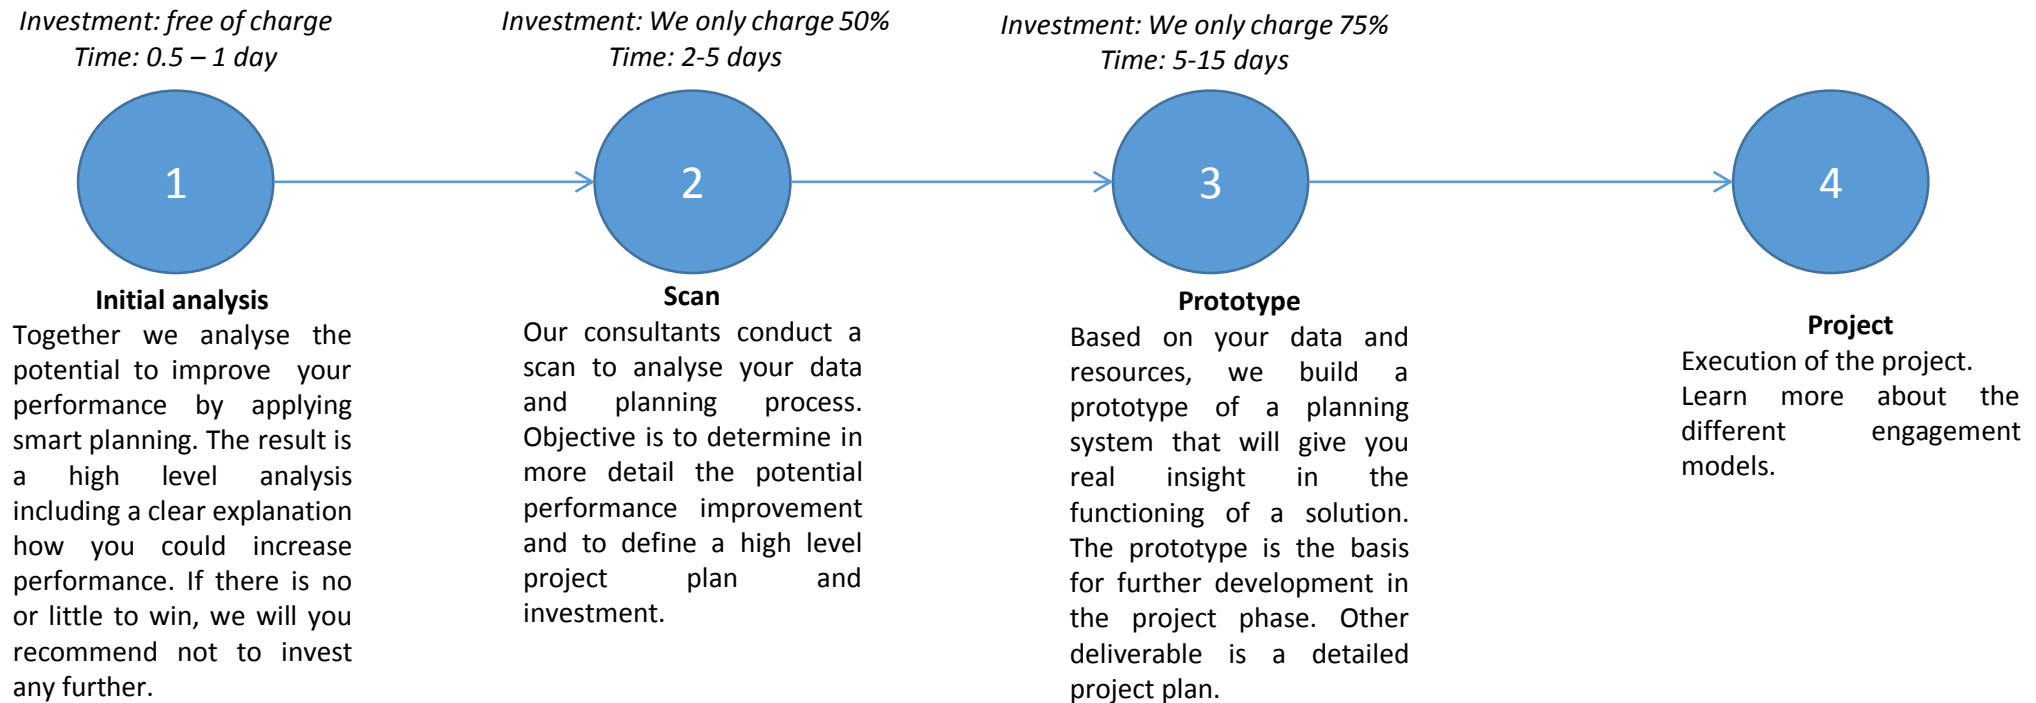 Investment: free of charge
Time: 0.5 – 1 day
Investment: We only charge 50%
Time: 2-5 days
Investment: We only charge 75%
Time: 5-15 days
1
2
3
4
Initial analysis
Together we analyse the
potential to improve your
performance by applying
smart planning. The result is
a high level analysis
including a clear explanation
how you could increase
performance. If there is no
or little to win, we will you
recommend not to invest
any further.
Scan
Our consultants conduct a
scan to analyse your data
and planning process.
Objective is to determine in
more detail the potential
performance improvement
and to define a high level
project plan and
investment.
Prototype
Based on your data and
resources, we build a
prototype of a planning
system that will give you
real insight in the
functioning of a solution.
The prototype is the basis
for further development in
the project phase. Other
deliverable is a detailed
project plan.
Project
Execution of the project.
Learn more about the
different engagement
models.